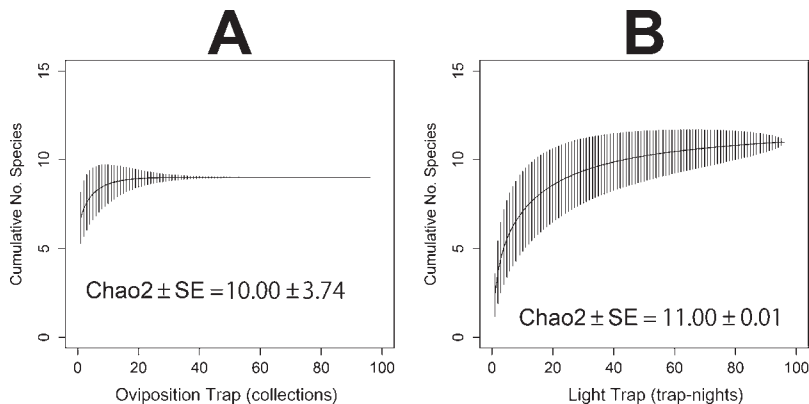 A
15
10
5
0
Cumulative No. Species
Chao2 ± SE = 10.00 ± 3.74
0 20 40 60 80 100
Oviposition Trap (collections)
B
15
10
5
0
Cumulative No. Species
Chao2 ± SE = 11.00 ± 0.01
0 20 40 60 80 100
Light Trap (trap-nights)